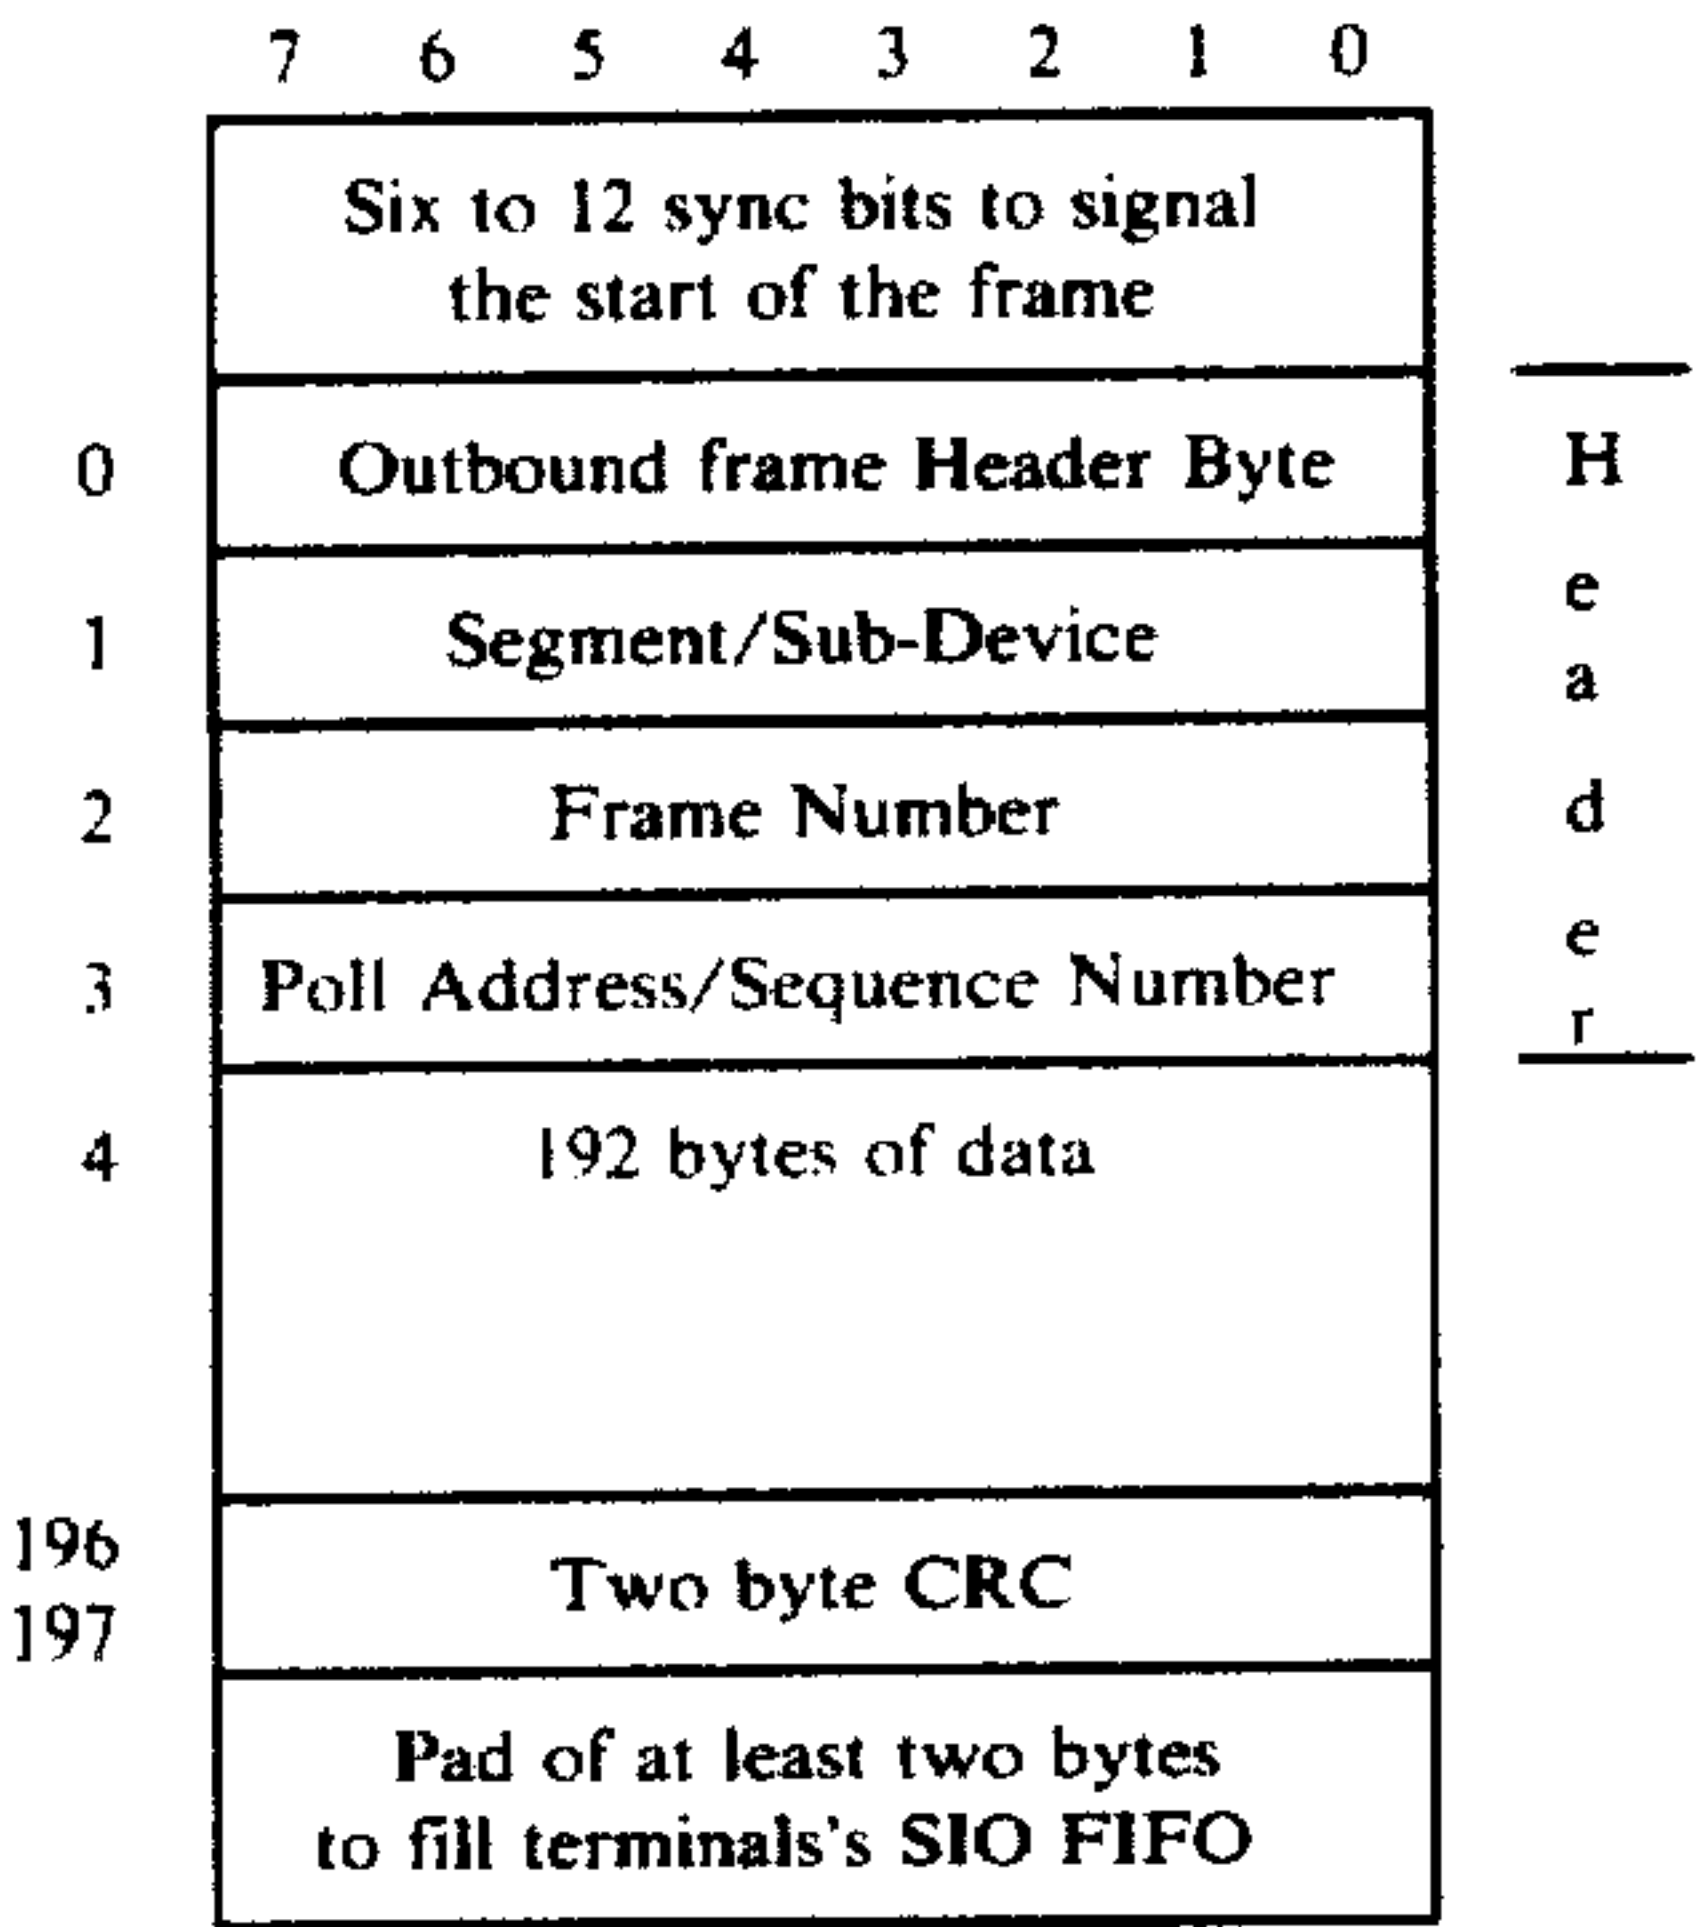 7 6 5 4 3 2 1 0
Six to 12 sync bits to signal
the start of the frame
0 Outbound frame Header Byte
1 Segment/Sub-Device
2 Frame Number
3 Poll Address/Sequence Number
Header
4 192 bytes of data
196
Two byte CRC
197
Pad of at least two bytes
to fill terminals's SIO FIFO